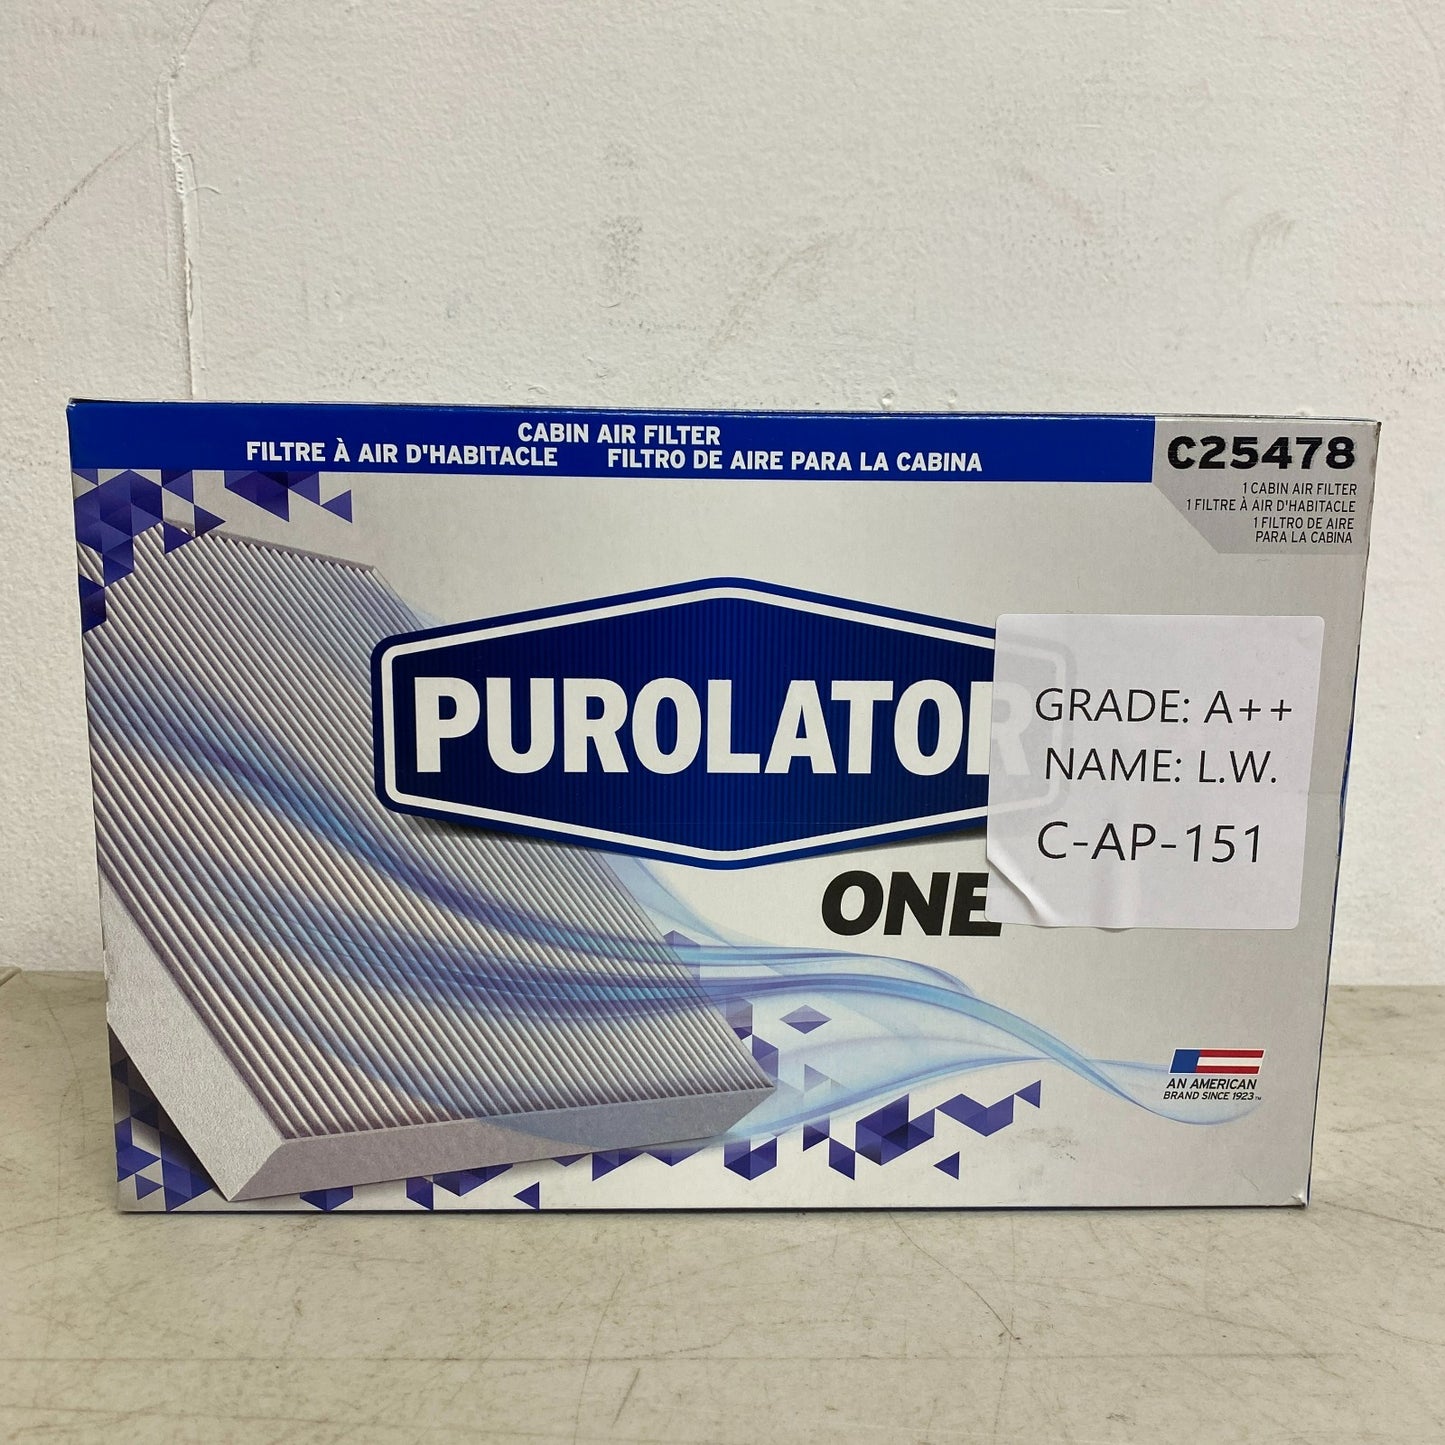 CABIN AIR FILTER
FILTRE À AIR D'HABITACLE FILTRO DE AIRE PARA LA CABINA
C25478
1 CABIN AIR FILTER
1 FILTRE À AIR D'HABITACLE
1 FILTRO DE AIRE
PARA LA CABINA
PUROLATOR
ONE
GRADE: A++
NAME: L.W.
C-AP-151
AN AMERICAN
BRAND SINCE 1923™